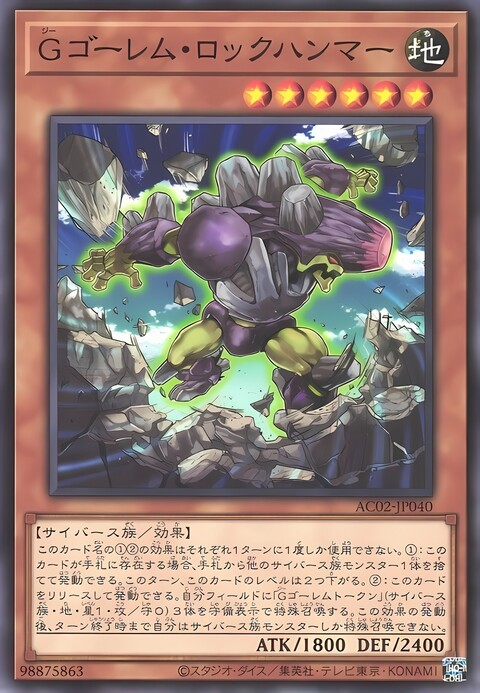 Gゴーレム・ロックハンマー
リー
地
AC02-JP040
【サイバース族／効果】
このカード名の①②の効果はそれぞれ1ターンに1度しか使用できない。①：この
カードが手札に存在する場合、手札から他のサイバース族モンスター1体を捨
てて発動できる。このターン、このカードのレベルは2つ下がる。②：このカード
をリリースして発動できる。自分フィールドに「Gゴーレムトークン」（サイバース
族・地・星1・攻／守0）3体を守備表示で特殊召喚する。この効果の発動
後、ターン終了時まで自分はサイバース族モンスターしか特殊召喚できない。
ATK/1800 DEF/2400
98875863
©スタジオ・ダイス／集英社・テレビ東京・KONAMI